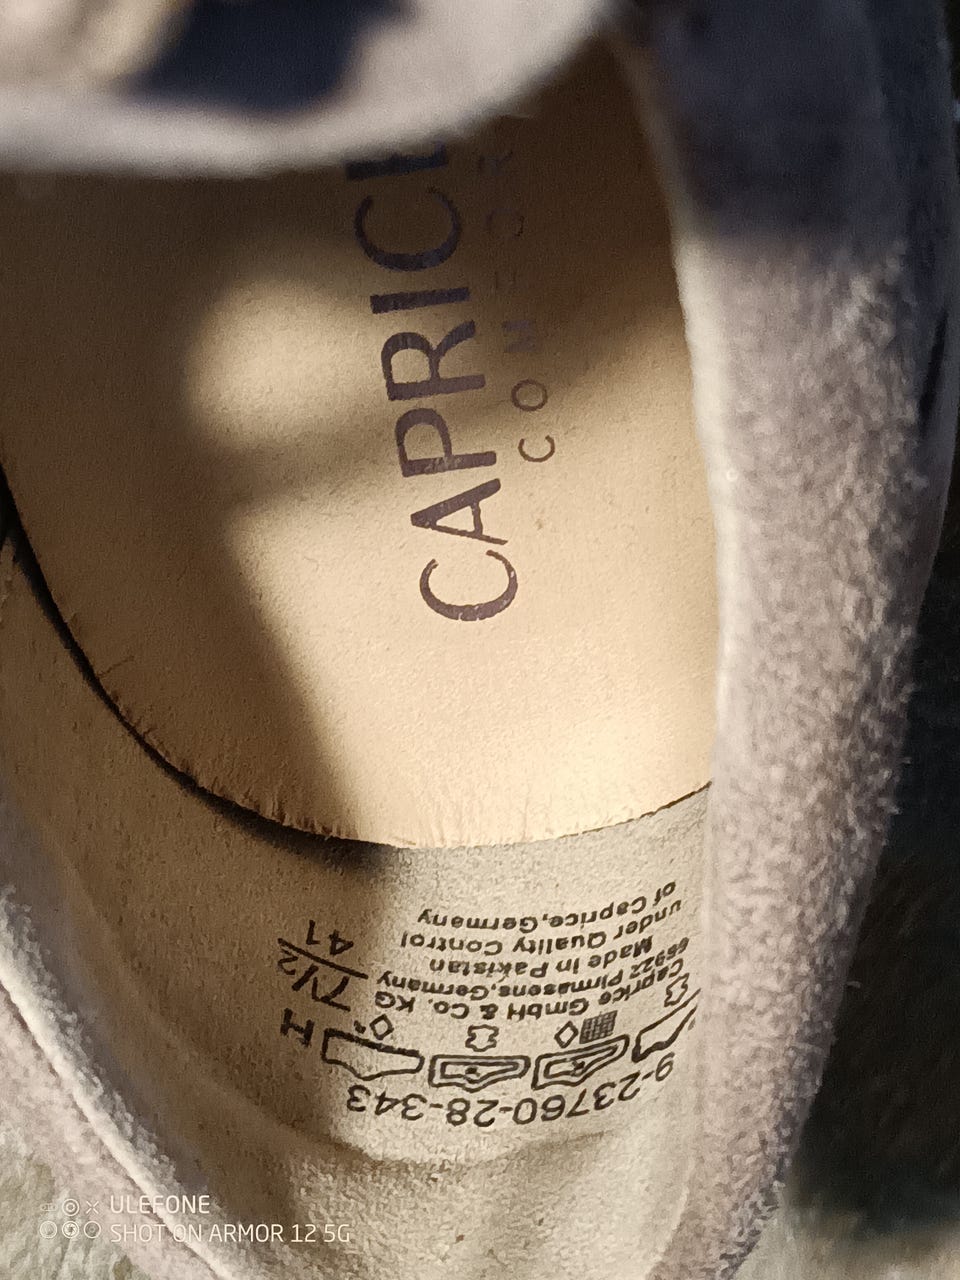 CAPRICE
COMFOR
9-23760-28-343
H
7½
41
Caprice GmbH & Co. KG
66922 Pirmasens,Germany
Made in Pakistan
under Quality Control
of Caprice,Germany
ULEFONE
SHOT ON ARMOR 12 5G